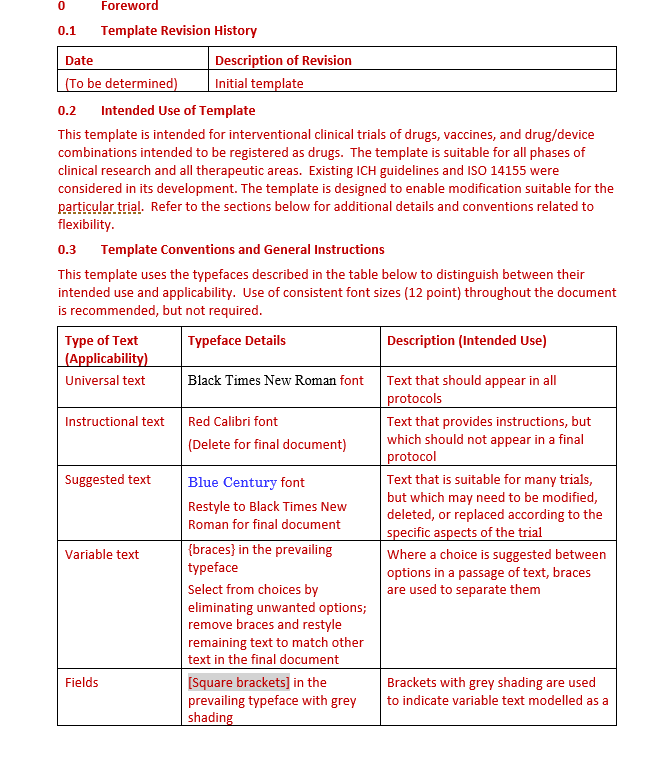 0 Foreword
0.1 Template Revision History
Date Description of Revision
(To be determined) Initial template
0.2 Intended Use of Template
This template is intended for interventional clinical trials of drugs, vaccines, and drug/device
combinations intended to be registered as drugs. The template is suitable for all phases of
clinical research and all therapeutic areas. Existing ICH guidelines and ISO 14155 were
considered in its development. The template is designed to enable modification suitable for the
particular trial. Refer to the sections below for additional details and conventions related to
flexibility.
0.3 Template Conventions and General Instructions
This template uses the typefaces described in the table below to distinguish between their
intended use and applicability. Use of consistent font sizes (12 point) throughout the document
is recommended, but not required.
Type of Text
(Applicability)
Typeface Details
Description (Intended Use)
Universal text
Black Times New Roman font
Text that should appear in all
protocols
Instructional text
Red Calibri font
(Delete for final document)
Text that provides instructions, but
which should not appear in a final
protocol
Suggested text
Blue Century font
Restyle to Black Times New
Roman for final document
Text that is suitable for many trials,
but which may need to be modified,
deleted, or replaced according to the
specific aspects of the trial
Variable text
{braces} in the prevailing
typeface
Select from choices by
eliminating unwanted options;
remove braces and restyle
remaining text to match other
text in the final document
Where a choice is suggested between
options in a passage of text, braces
are used to separate them
Fields
[Square brackets] in the
prevailing typeface with grey
shading
Brackets with grey shading are used
to indicate variable text modelled as a